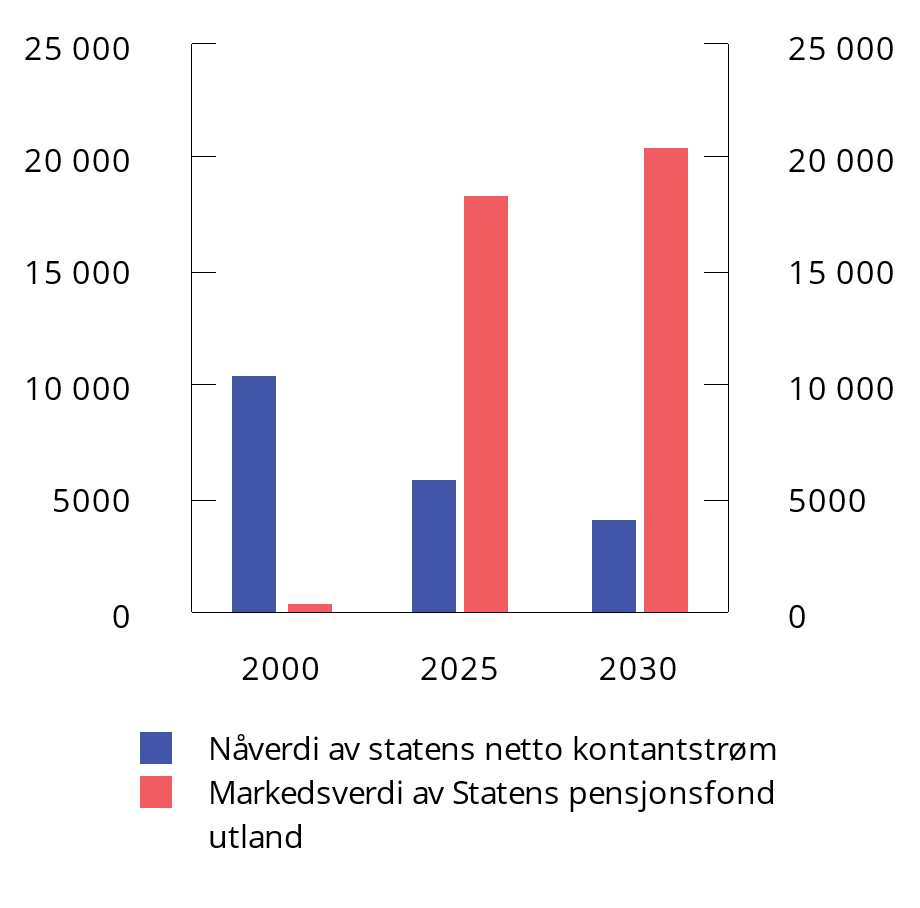 25 000 25 000
20 000 20 000
15 000 15 000
10 000 10 000
5000 5000
0 0
2000 2025 2030
Nåverdi av statens netto kontantstrøm
Markedsverdi av Statens pensjonsfond
utland